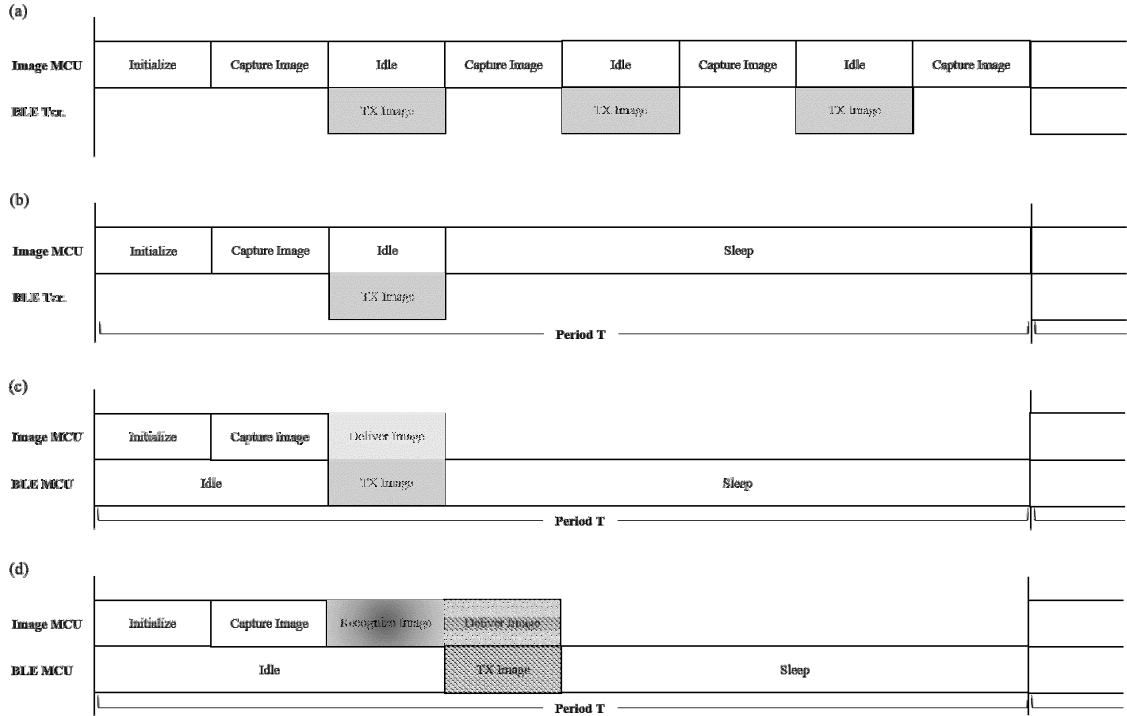 (a)
Image MCU Initialize Capture Image Idle Capture Image Idle Capture Image Idle Capture Image
BLE Tex. TX Image TX Image TX Image
(b)
Image MCU Initialize Capture Image Idle Sleep
BLE Tex. TX Image
Period T
(c)
Image MCU Initialize Capture image Deliver Image
BLE MCU Idle TX Image Sleep
Period T
(d)
Image MCU Initialize Capture Image Recognize Image Deliver Image
BLE MCU Idle TX Image Sleep
Period T